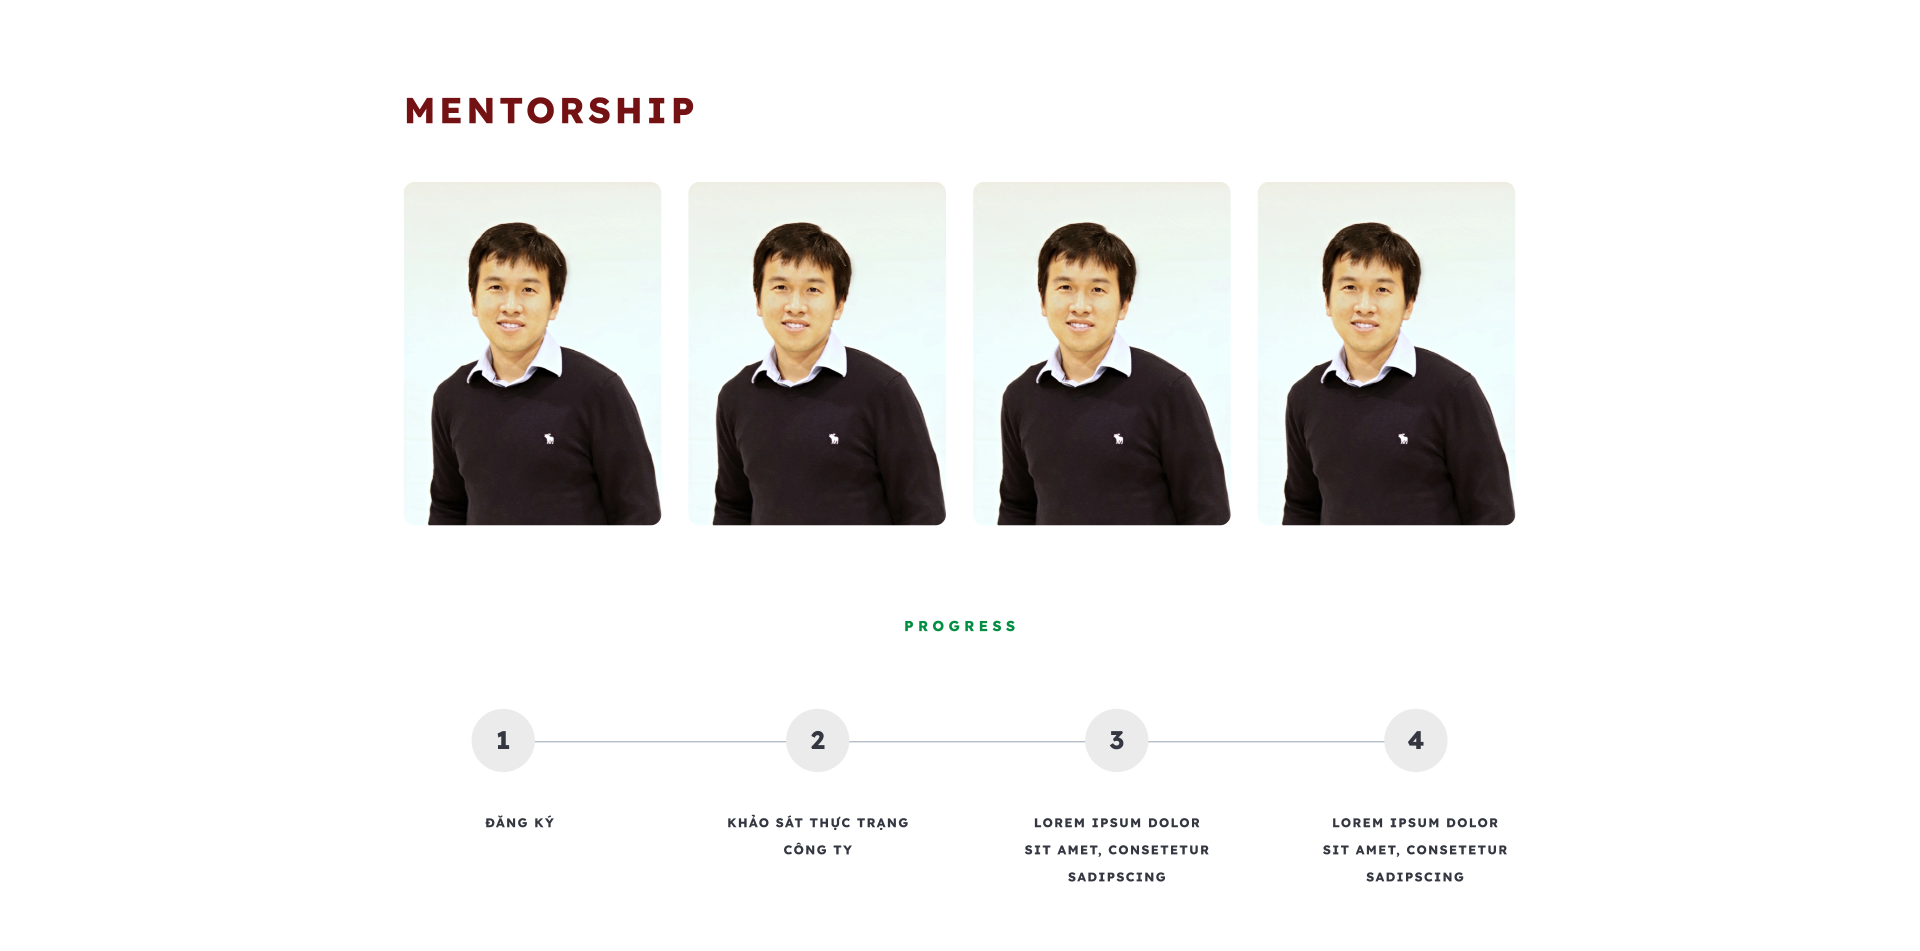 MENTORSHIP
PROGRESS
1
2
3
4
ĐĂNG KÝ
KHẢO SÁT THỰC TRẠNG
CÔNG TY
LOREM IPSUM DOLOR
SIT AMET, CONSETETUR
SADIPSCING
LOREM IPSUM DOLOR
SIT AMET, CONSETETUR
SADIPSCING